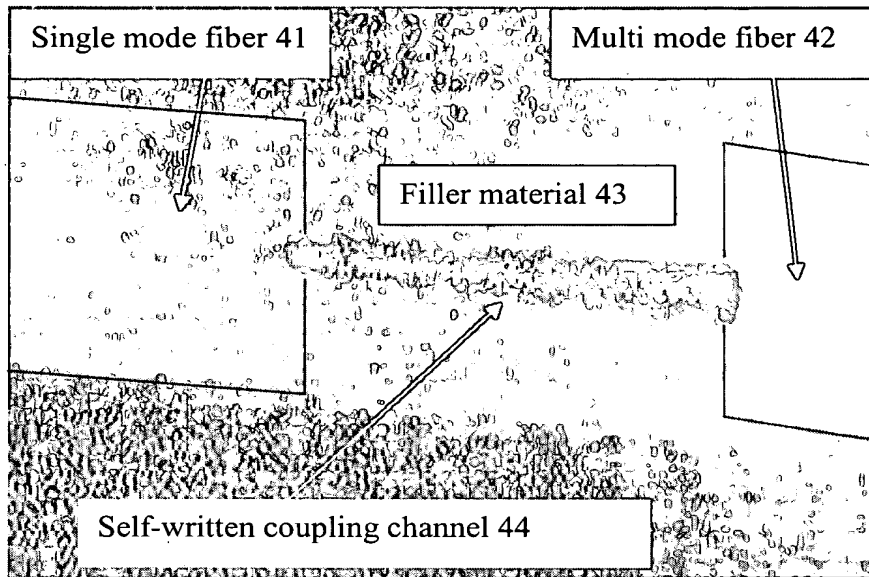 Single mode fiber 41
Multi mode fiber 42
Filler material 43
Self-written coupling channel 44